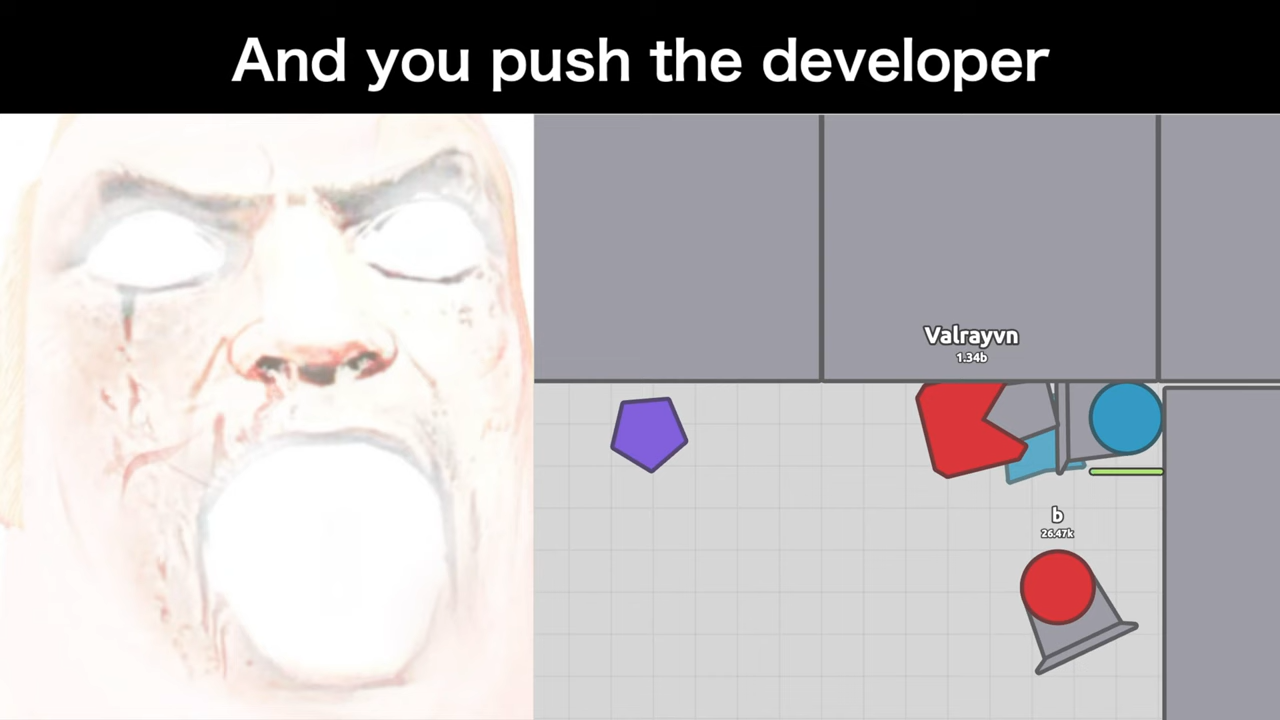 And you push the developer
Valrayvn
1.34b
b
26.47k